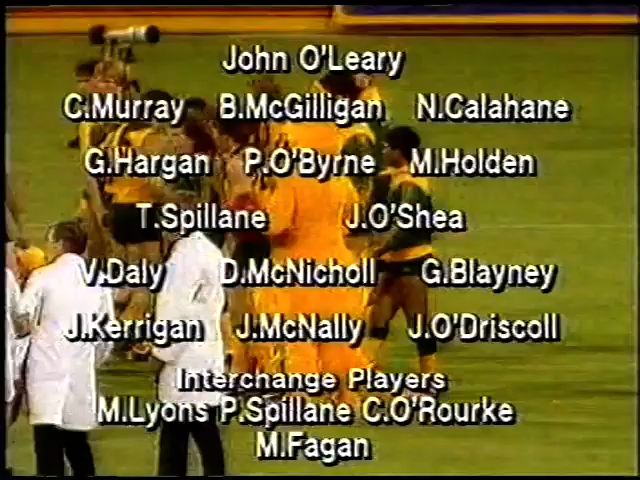 John O'Leary
C.Murray B.McGilligan N.Calahane
G.Hargan P.O'Byrne M.Holden
T.Spillane J.O'Shea
V.Daly D.McNicholl G.Blayney
J.Kerrigan J.McNally J.O'Driscoll
Interchange Players
M.Lyons P.Spillane C.O'Rourke
M.Fagan